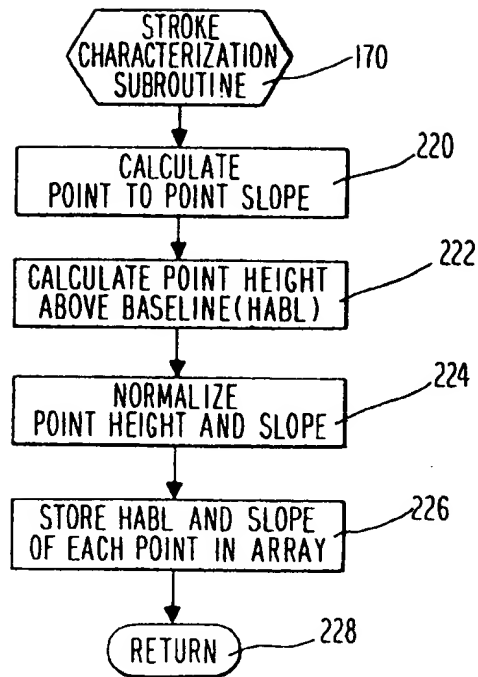 STROKE
CHARACTERIZATION
SUBROUTINE
170
CALCULATE
POINT TO POINT SLOPE
220
CALCULATE POINT HEIGHT
ABOVE BASELINE(HABL)
222
NORMALIZE
POINT HEIGHT AND SLOPE
224
STORE HABL AND SLOPE
OF EACH POINT IN ARRAY
226
RETURN
228